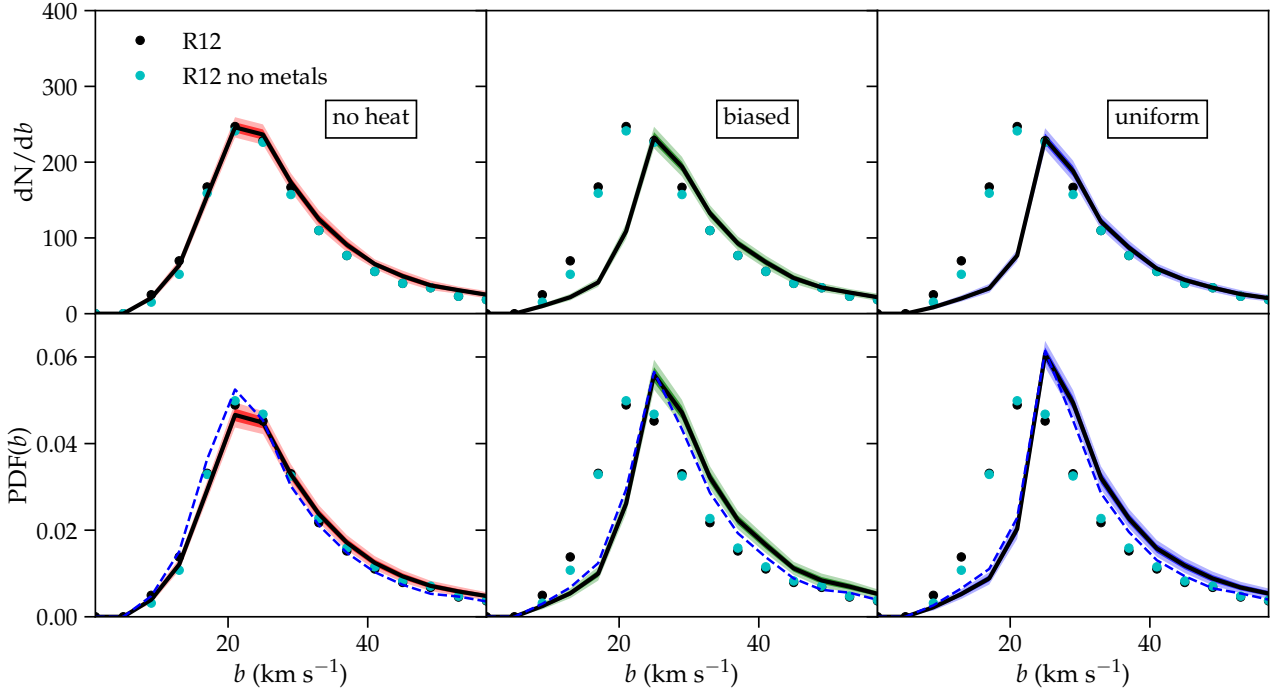 400
300
200
100
0
dN/db
R12
R12 no metals
no heat
biased
uniform
0.06
0.04
0.02
0.00
PDF(b)
20 40
20 40
20 40
b (km s⁻¹)
b (km s⁻¹)
b (km s⁻¹)